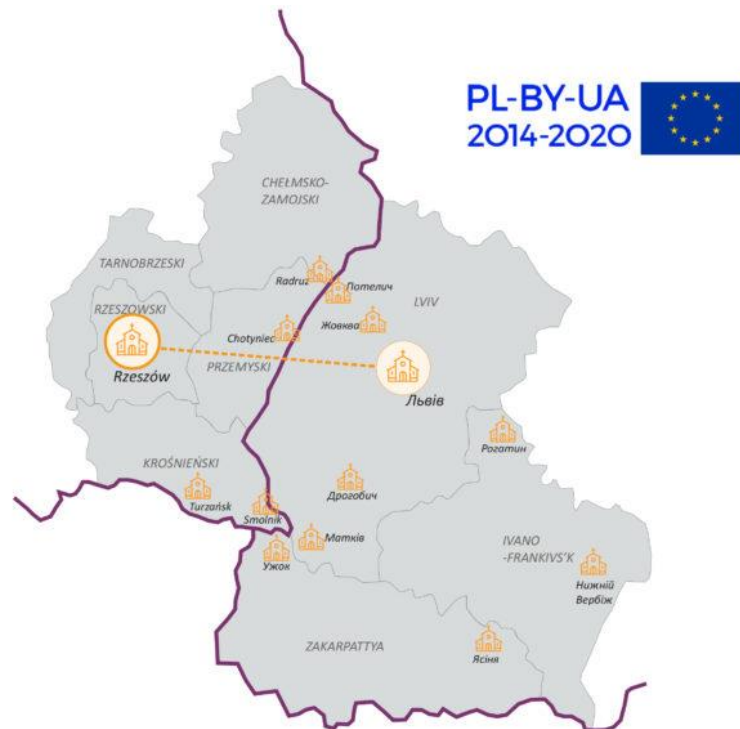 PL-BY-UA
2014-2020
CHEŁMSKO-
ZAMOJSKI
TARNOBRZESKI
Radruż
Потелич
LVIV
RZESZOWSKI
Chotyniec
Жовква
PRZEMYSKI
Rzeszów
Львів
Рогатин
KROŚNIEŃSKI
Turzańsk
Smolnik
Дрогобич
Матків
Ужок
IVANO
-FRANKIVS'K
Нижній
Вербіж
ZAKARPATTYA
Ясіня